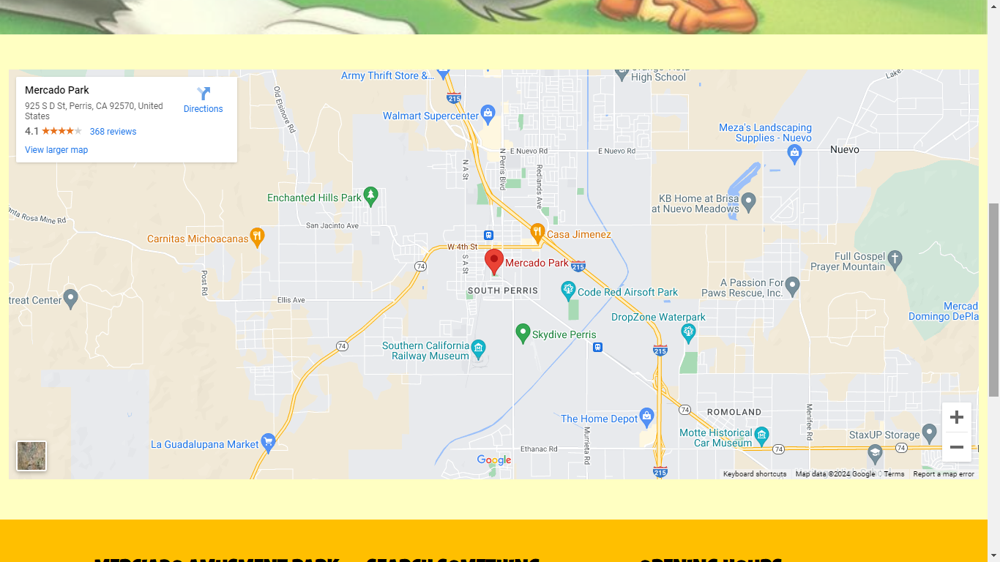 Mercado Park
925 S D St, Perris, CA 92570, United
States
4.1
368 reviews
View larger map
Directions
Army Thrift Store &...
High School
Lake
215
Old Elsinore Rd
Walmart Supercenter
Meza's Landscaping
Supplies - Nuevo
E Nuevo Rd
E Nuevo Rd
Nuevo
N A St
N Perris Blvd
Redlands Ave
Enchanted Hills Park
KB Home at Brisa
at Nuevo Meadows
anta Rosa Mine Rd
San Jacinto Ave
Carnitas Michoacanas
Casa Jimenez
W 4th St
Mercado Park
215
74
S A St
Full Gospel
Prayer Mountain
Post Rd
A Passion For
Paws Rescue, Inc.
SOUTH PERRIS
Code Red Airsoft Park
treat Center
Ellis Ave
Mercad
Domingo DePla
DropZone Waterpark
Skydive Perris
Southern California
Railway Museum
74
215
74
ROMOLAND
The Home Depot
Menifee Rd
Murrieta Rd
Motte Historical
Car Museum
StaxUP Storage
La Guadalupana Market
Ethanac Rd
74
74
215
Google
Keyboard shortcuts
Map data ©2024 Google
Terms
Report a map error
MERCADO AMUSMENT PARK
SEARCH SOMETHING
OPENING HOURS